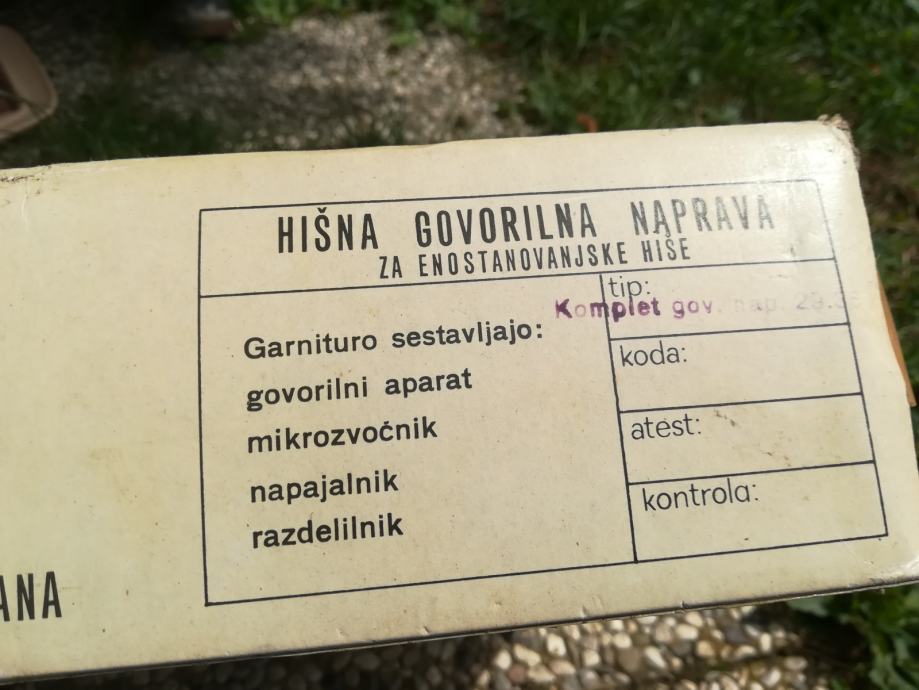 HIŠNA GOVORILNA NAPRAVA
ZA ENOSTANOVANJSKE HIŠE
Garnituro sestavljajo:
govorilni aparat
mikrozvočnik
napajalnik
razdelilnik
tip:
Komplet gov. nap.
koda:
atest:
kontrola:
ANA